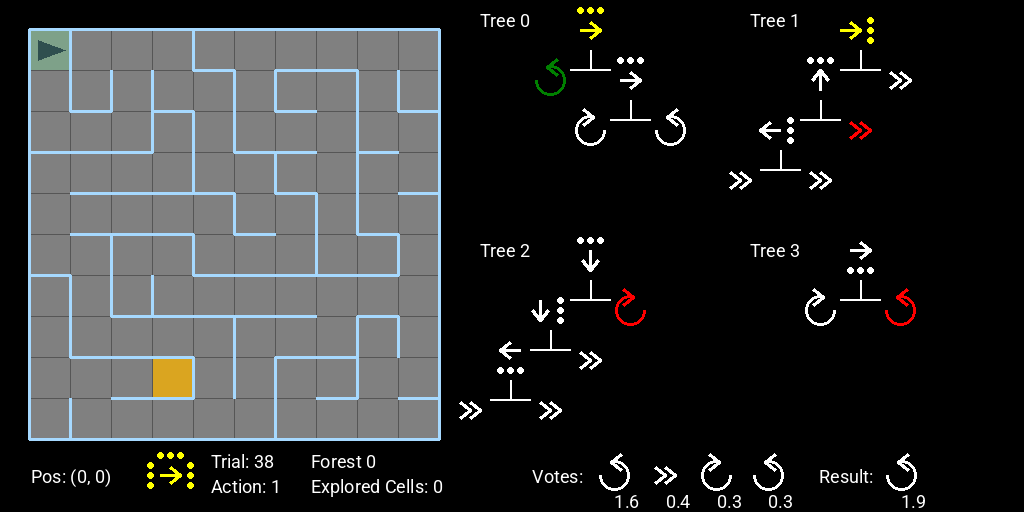 Tree 0
Tree 1
Tree 2
Tree 3
Pos: (0, 0)
Trial: 38
Forest 0
Action: 1
Explored Cells: 0
Votes:
1.6
0.4
0.3
0.3
Result:
1.9